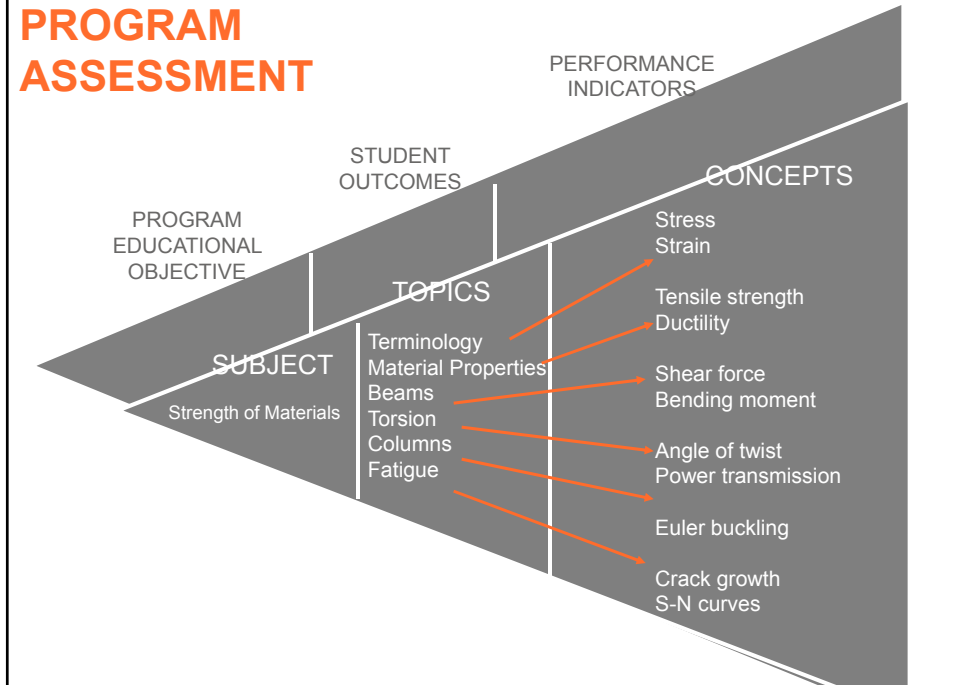 PROGRAM
ASSESSMENT
PERFORMANCE
INDICATORS
STUDENT
OUTCOMES
PROGRAM
EDUCATIONAL
OBJECTIVE
CONCEPTS
Stress
Strain
Tensile strength
Ductility
Shear force
Bending moment
Angle of twist
Power transmission
Euler buckling
Crack growth
S-N curves
TOPICS
Terminology
Material Properties
Beams
Torsion
Columns
Fatigue
SUBJECT
Strength of Materials